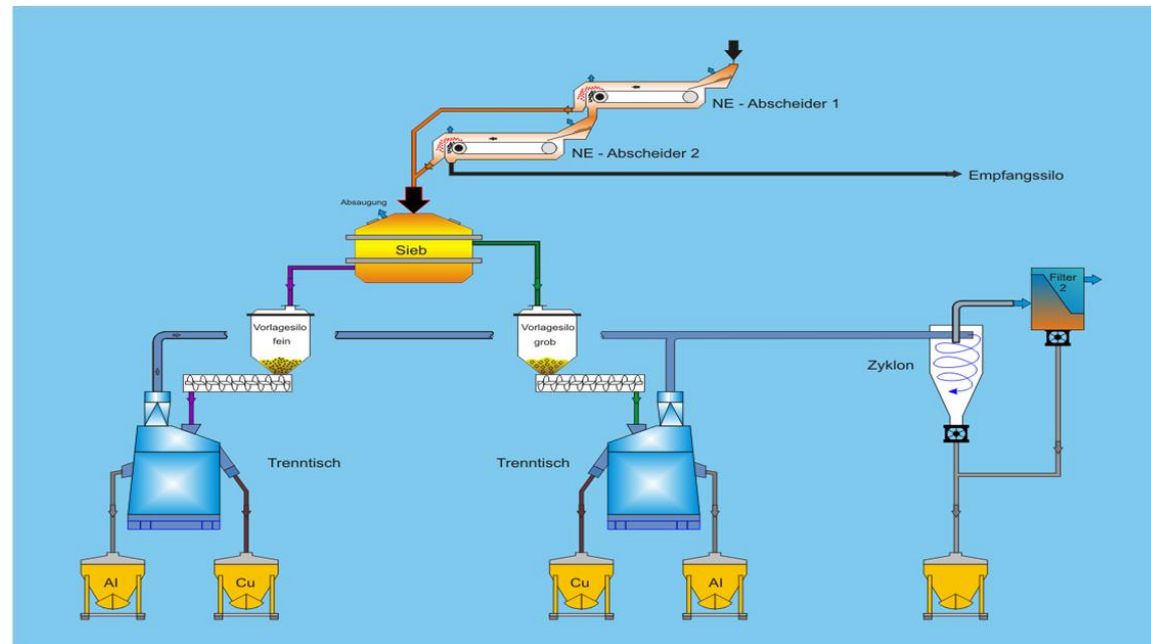 NE - Abscheider 1
NE - Abscheider 2
Empfangssilo
Absaugung
Sieb
Filter
2
Vorlagesilo
fein
Vorlagesilo
grob
Zyklon
Trenntisch
Trenntisch
Al
Cu
Cu
Al